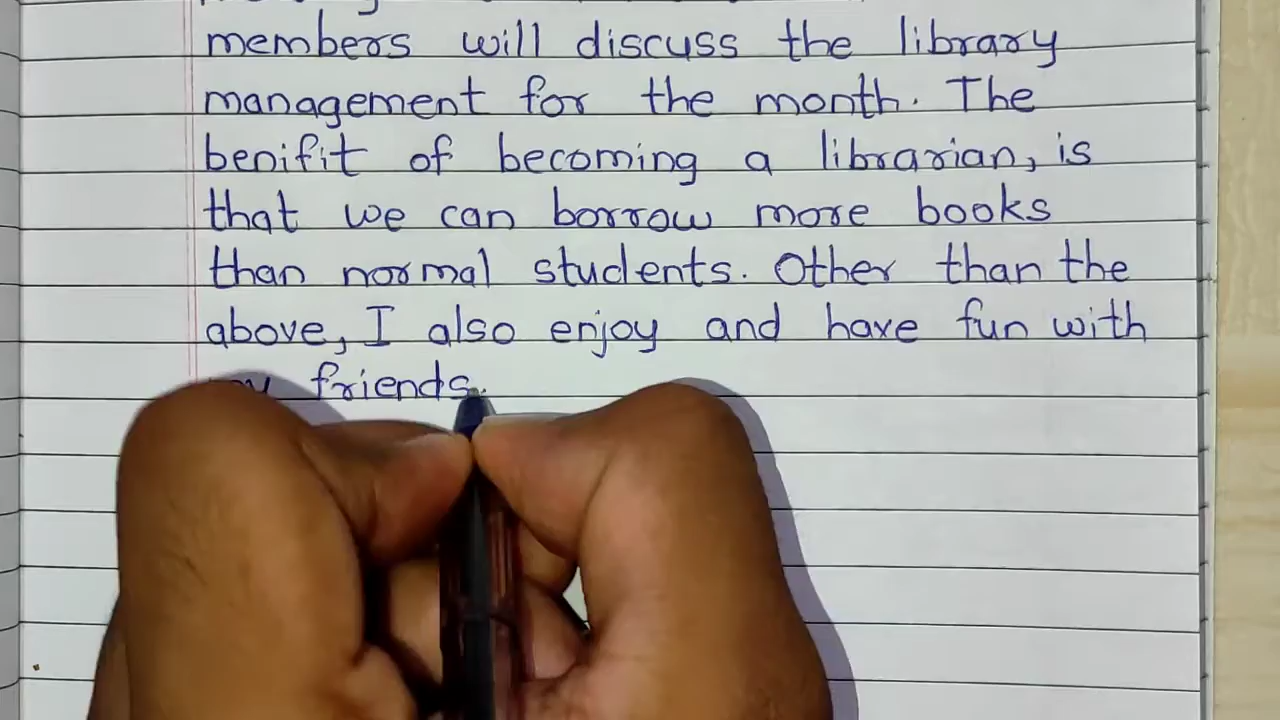 members will discuss the library
management for the month. The
benifit of becoming a librarian, is
that we can borrow more books
than normal students. Other than the
above, I also enjoy and have fun with
friends.